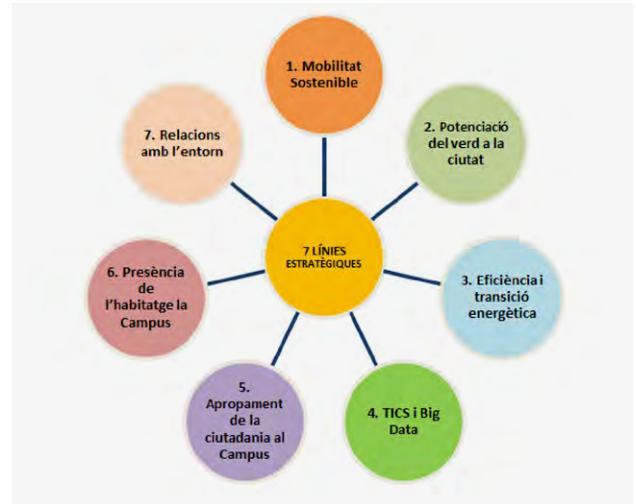 1. Mobilitat
Sostenible
2. Potenciació
del verd a la
ciutat
3. Eficiència i
transició
energètica
4. TICS i Big
Data
5.
Apropament
de la
ciutadania al
Campus
6. Presència
de
l'habitatge la
Campus
7. Relacions
amb l'entorn
7 LÍNIES
ESTRATÈGIQUES